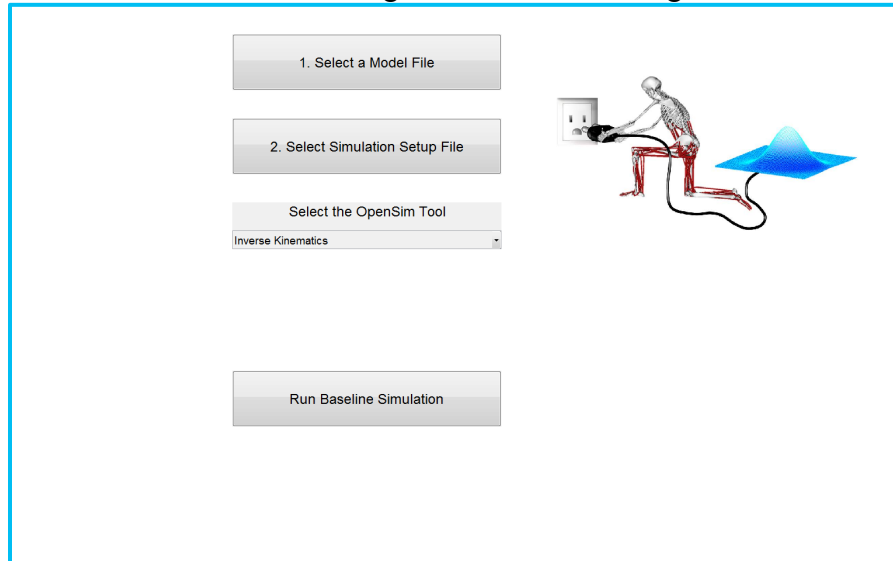 1. Select a Model File
2. Select Simulation Setup File
Select the OpenSim Tool
Inverse Kinematics
Run Baseline Simulation